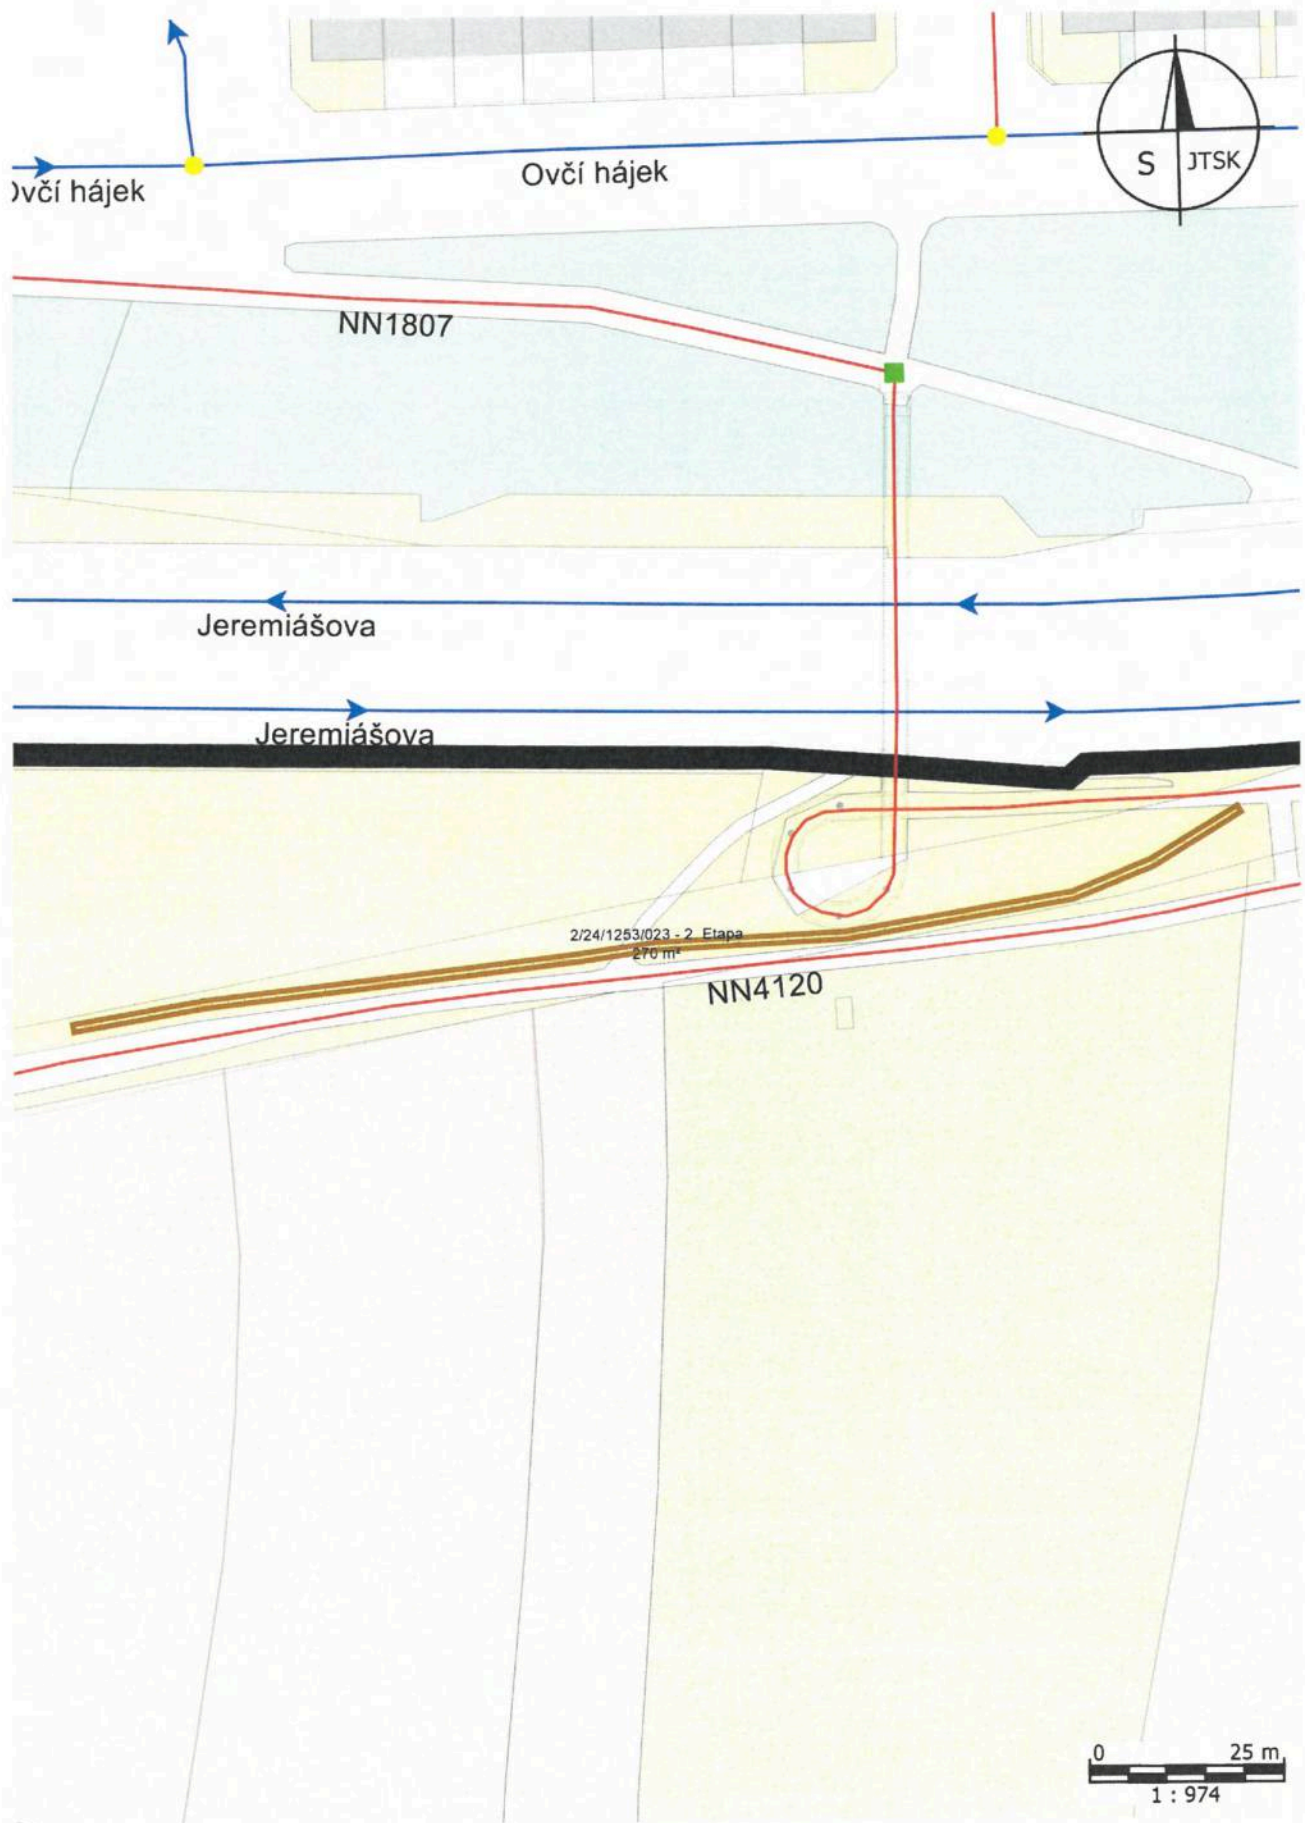 Ovčí hájek
S JTSK
Ovčí hájek
NN1807
Jeremiášova
Jeremiášova
2/24/1253/023 - 2 Etapa
270 m²
NN4120
0 25 m
1 : 974